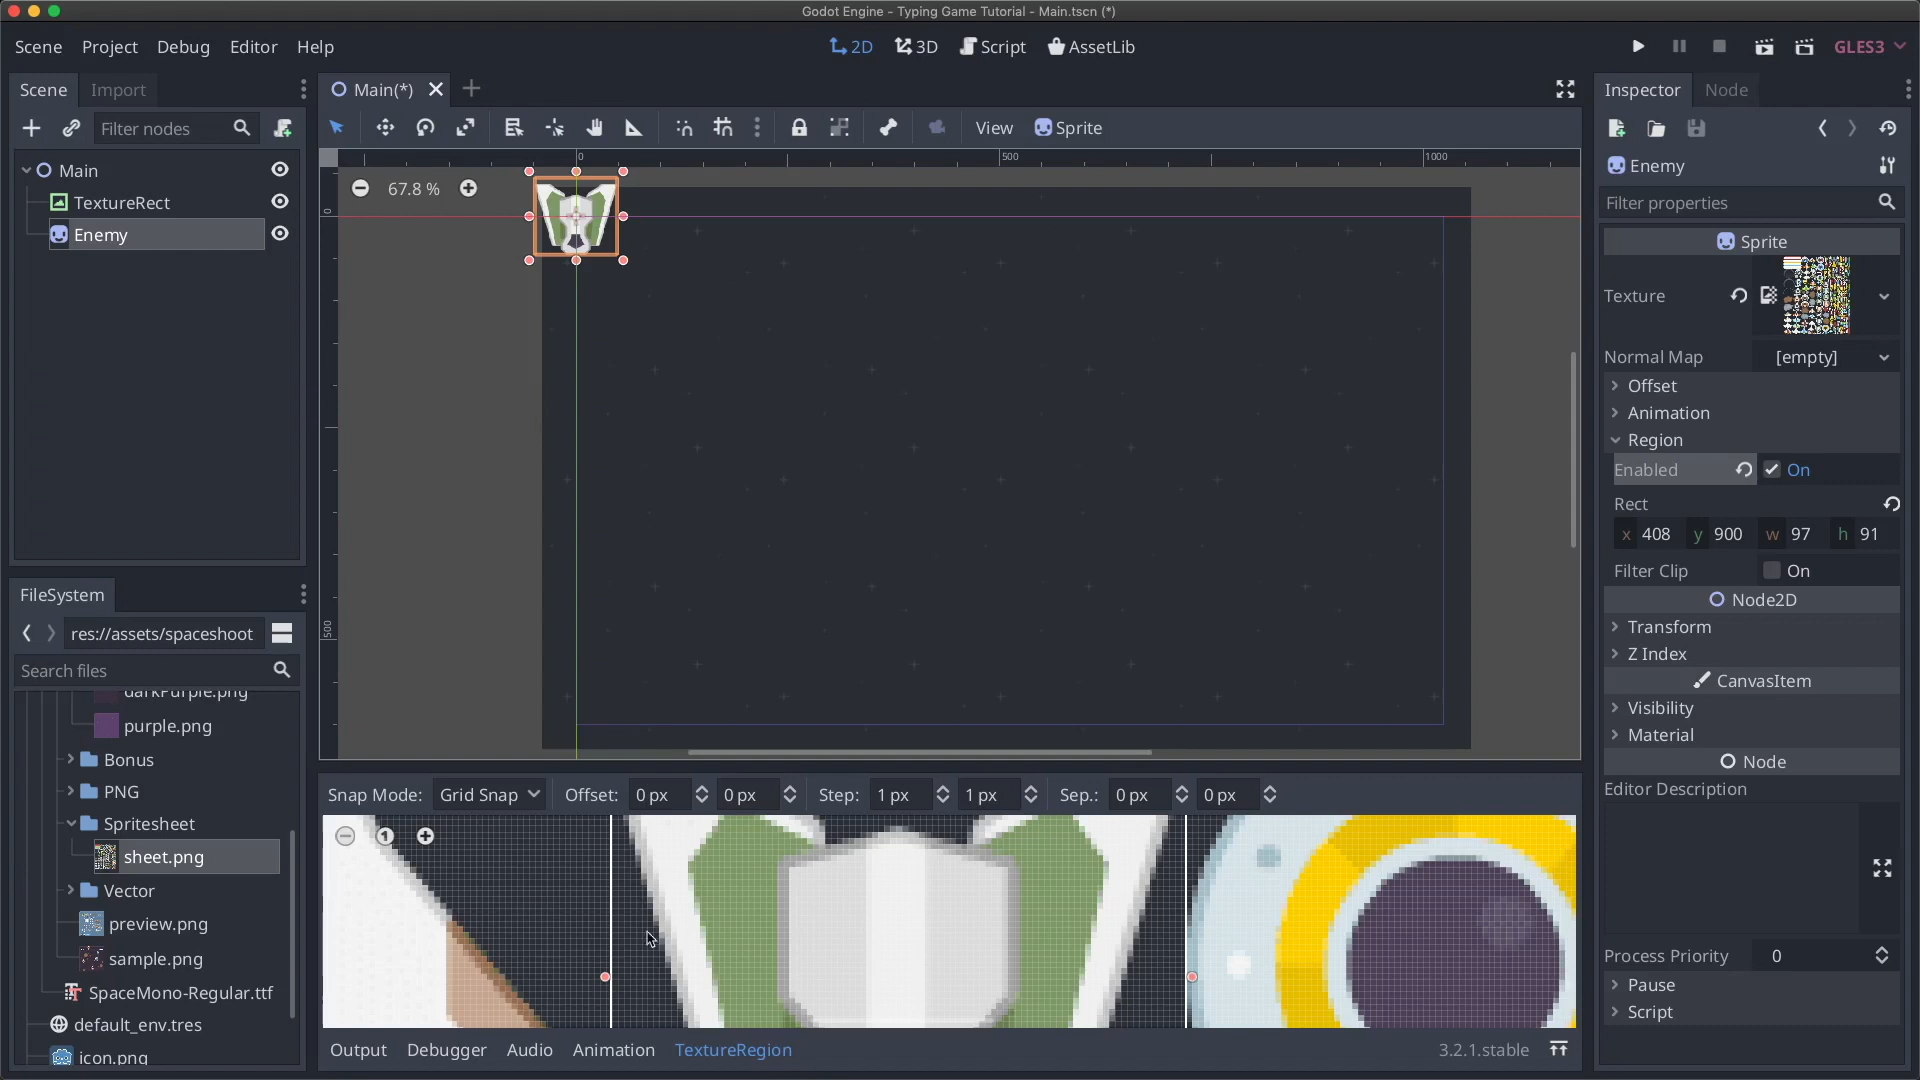 Godot Engine - Typing Game Tutorial - Main.tscn (*)
Scene Project Debug Editor Help
2D 3D Script AssetLib
GLES3
Scene Import
Filter nodes
Main
TextureRect
Enemy
FileSystem
res://assets/spaceshoot
Search files
darkPurple.png
purple.png
Bonus
PNG
Spritesheet
sheet.png
Vector
preview.png
sample.png
SpaceMono-Regular.ttf
default_env.tres
icon.png
Main(*)
View Sprite
0 500 1000
67.8 %
0
500
Snap Mode: Grid Snap Offset: 0 px 0 px Step: 1 px 1 px Sep.: 0 px 0 px
1
Output Debugger Audio Animation TextureRegion 3.2.1.stable
Inspector Node
Enemy
Filter properties
Sprite
Texture
Normal Map [empty]
Offset
Animation
Region
Enabled On
Rect
x 408 y 900 w 97 h 91
Filter Clip On
Node2D
Transform
Z Index
CanvasItem
Visibility
Material
Node
Editor Description
Process Priority 0
Pause
Script